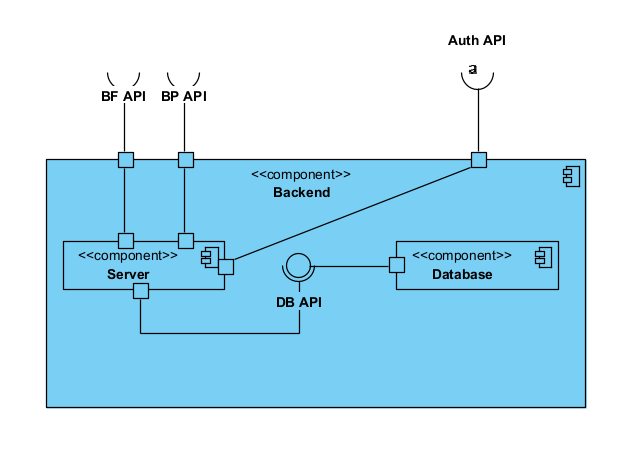 Auth API
a
BF API
BP API
<<component>>
Backend
<<component>>
Server
<<component>>
Database
DB API